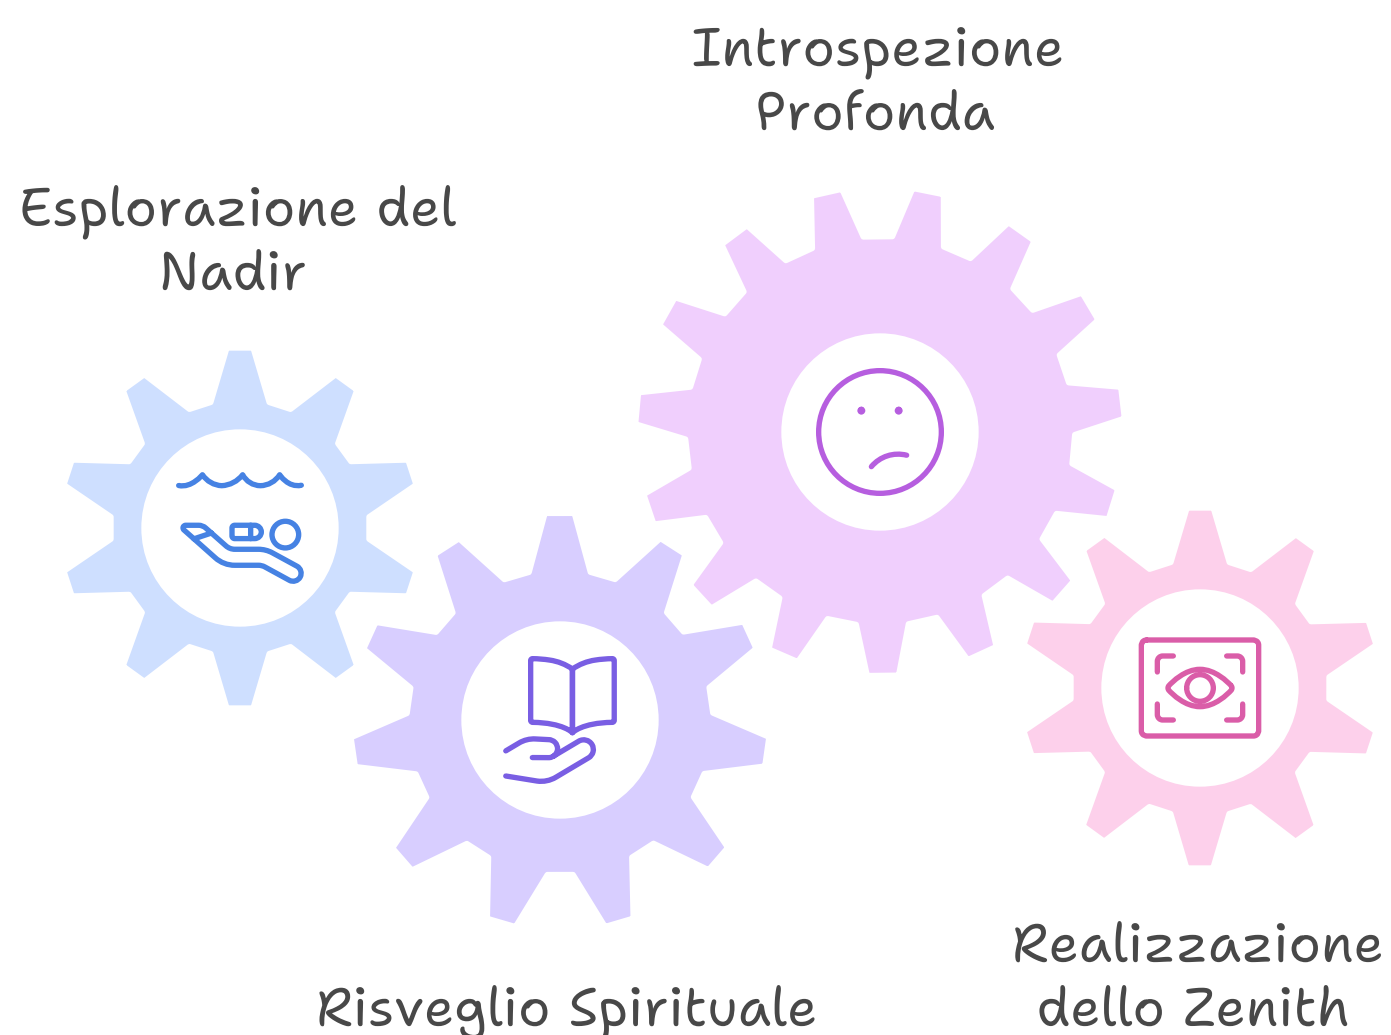 Introspezione
Profonda
Esplorazione del
Nadir
Realizzazione
dello Zenith
Risveglio Spirituale